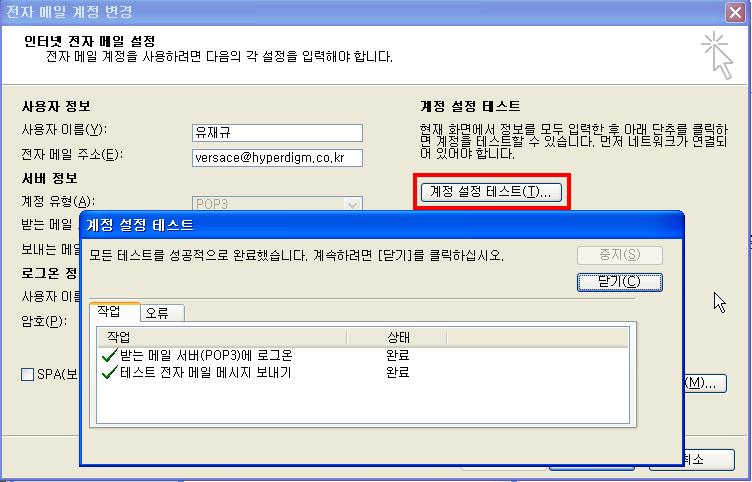 전자 메일 계정 변경
인터넷 전자 메일 설정
전자 메일 계정을 사용하려면 다음의 각 설정을 입력해야 합니다.
사용자 정보
사용자 이름(Y):
유재규
전자 메일 주소(E):
versace@hyperdigm.co.kr
서버 정보
계정 유형(A):
POP3
받는 메일
보내는 메일
로그온 정
사용자 이름
암호(P):
SPA(보
계정 설정 테스트
현재 화면에서 정보를 모두 입력한 후 아래 단추를 클릭하
면 계정을 테스트할 수 있습니다. 먼저 네트워크가 연결되
어 있어야 합니다.
계정 설정 테스트(T)...
계정 설정 테스트
모든 테스트를 성공적으로 완료했습니다. 계속하려면 [닫기]를 클릭하십시오.
중지(S)
닫기(C)
작업
오류
작업 상태
받는 메일 서버(POP3)에 로그온 완료
테스트 전자 메일 메시지 보내기 완료
(M)...
취소